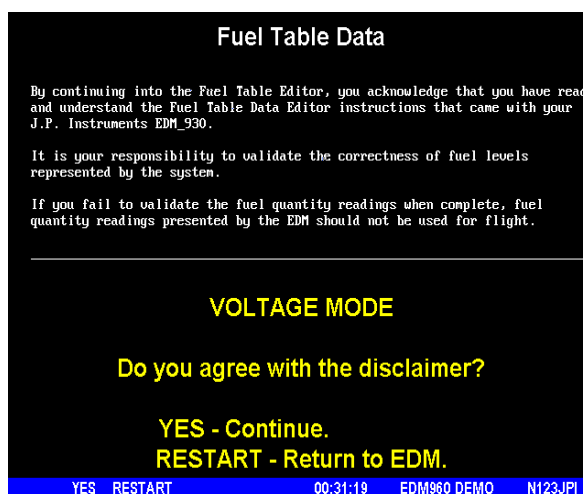 Fuel Table Data
By continuing into the Fuel Table Editor, you acknowledge that you have read
and understand the Fuel Table Data Editor instructions that came with your
J.P. Instruments EDM_930.
It is your responsibility to validate the correctness of fuel levels
represented by the system.
If you fail to validate the fuel quantity readings when complete, fuel
quantity readings presented by the EDM should not be used for flight.
VOLTAGE MODE
Do you agree with the disclaimer?
YES - Continue.
RESTART - Return to EDM.
YES RESTART 00:31:19 EDM960 DEMO N123JPI